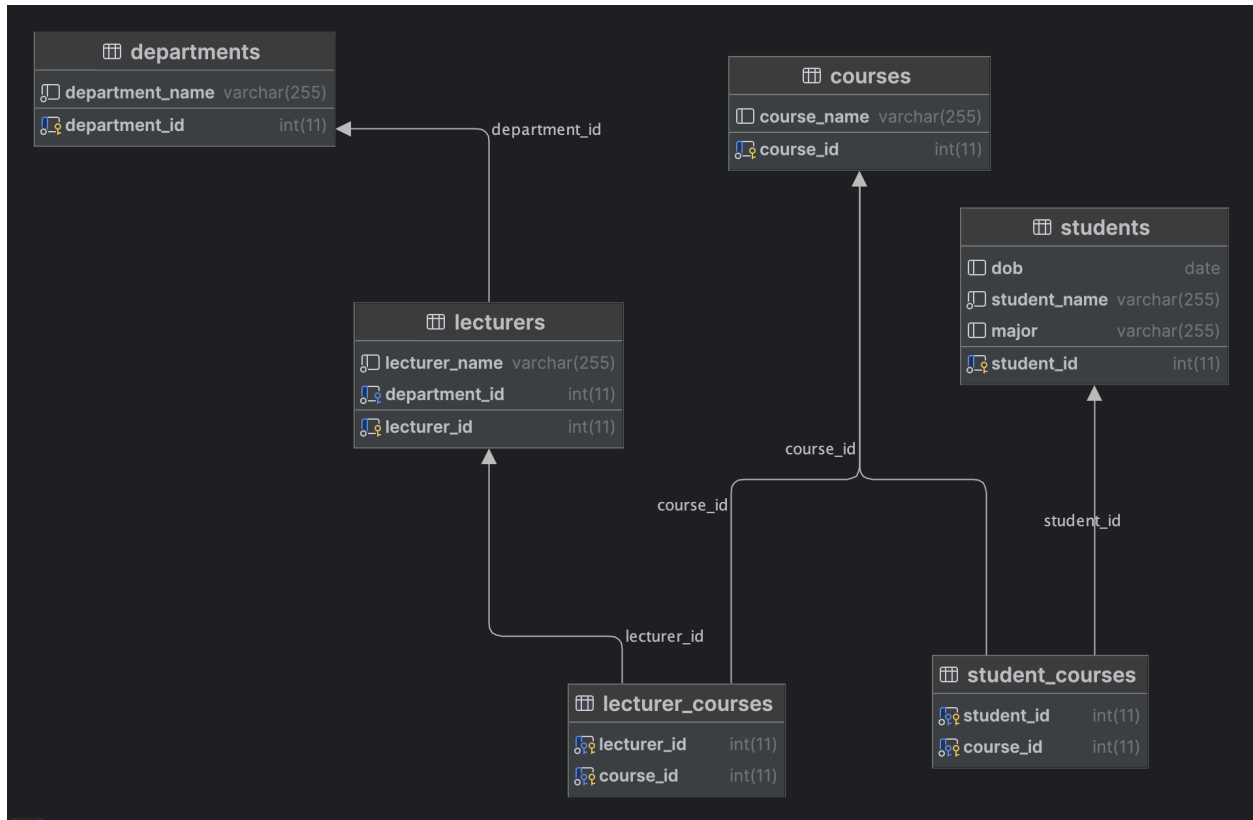 departments
department_name varchar(255)
department_id int(11)
department_id
courses
course_name varchar(255)
course_id int(11)
students
dob date
student_name varchar(255)
major varchar(255)
student_id int(11)
lecturers
lecturer_name varchar(255)
department_id int(11)
lecturer_id int(11)
course_id
course_id
student_id
lecturer_id
lecturer_courses
lecturer_id int(11)
course_id int(11)
student_courses
student_id int(11)
course_id int(11)